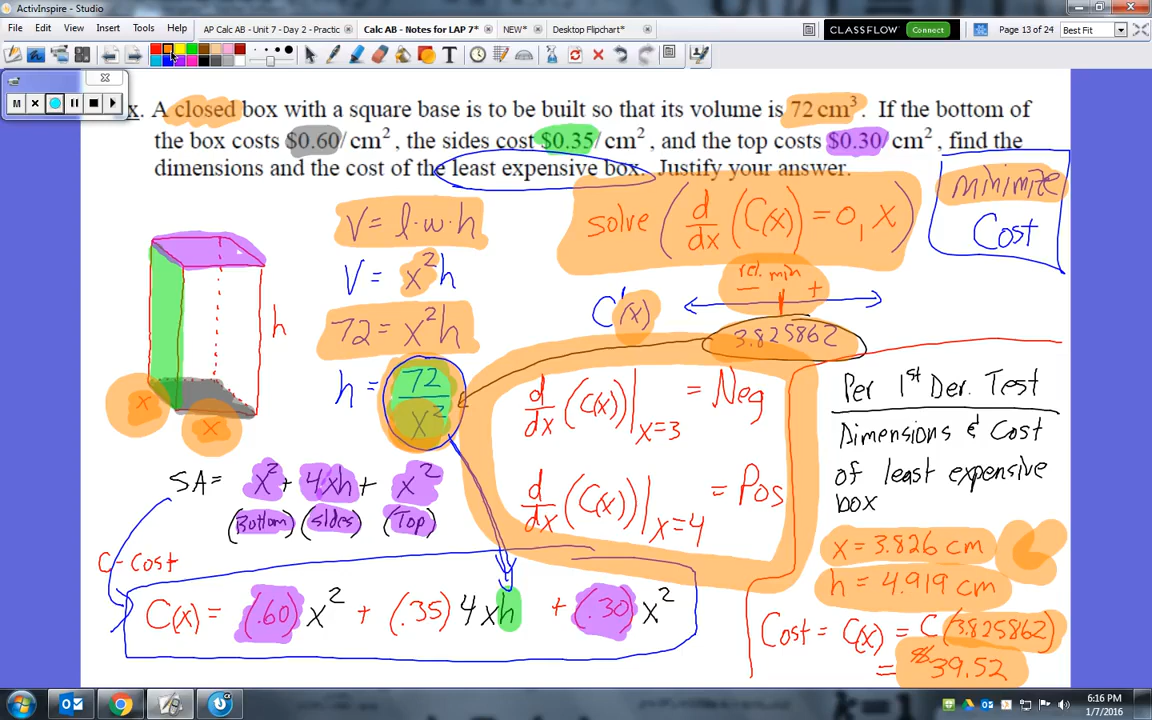 ActivInspire - Studio
File Edit View Insert Tools Help
AP Calc AB - Unit 7 - Day 2 - Practic
Calc AB - Notes for LAP 7*
NEW*
Desktop Flipchart*
CLASSFLOW
Page 13 of 24
Best Fit
x. A closed box with a square base is to be built so that its volume is 72 cm³. If the bottom of
the box costs $0.60/cm², the sides cost $0.35/cm², and the top costs $0.30/cm², find the
dimensions and the cost of the least expensive box. Justify your answer.
minimize
Cost
solve (d/dx (C(x)) = 0, x)
V = l·w·h
V = x²h
72 = x²h
h = 72/x²
h
x
x
rel. min
− +
C'(x)
3.825862
d/dx (C(x))|x=3 = Neg
d/dx (C(x))|x=4 = Pos
Per 1st Der. Test
Dimensions & Cost
of least expensive
box
x = 3.826 cm
h = 4.919 cm
Cost = C(x) = C(3.825862)
= $39.52
SA = x² + 4xh + x²
(Bottom) (Sides) (Top)
C - Cost
C(x) = (.60) x² + (.35) 4xh + (.30) x²
6:16 PM
1/7/2016